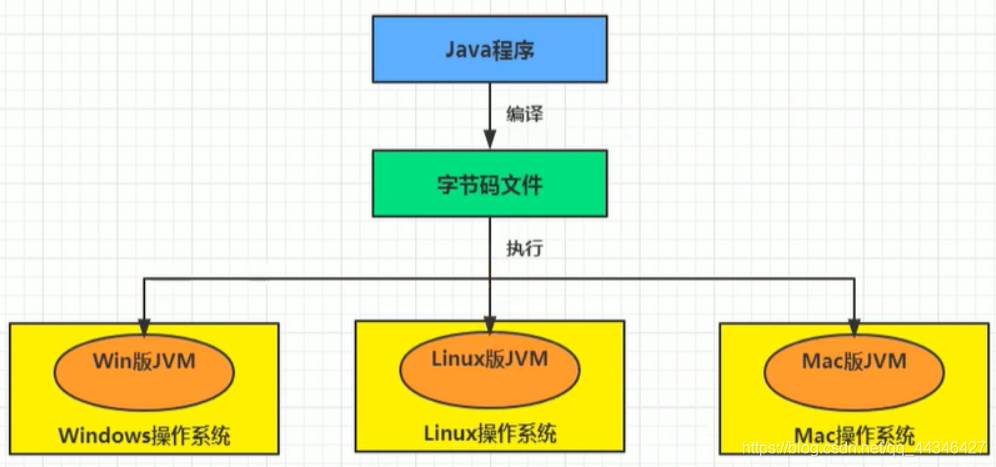 Java程序
编译
字节码文件
执行
Win版JVM
Linux版JVM
Mac版JVM
Windows操作系统
Linux操作系统
Mac操作系统
https://blog.csdn.net/qq_44346427